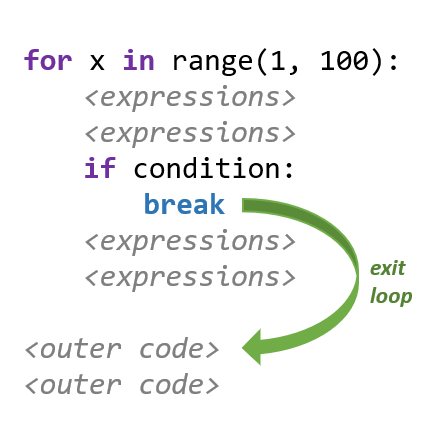 for x in range(1, 100):
<expressions>
<expressions>
if condition:
break
<expressions>
<expressions>
exit
loop
<outer code>
<outer code>